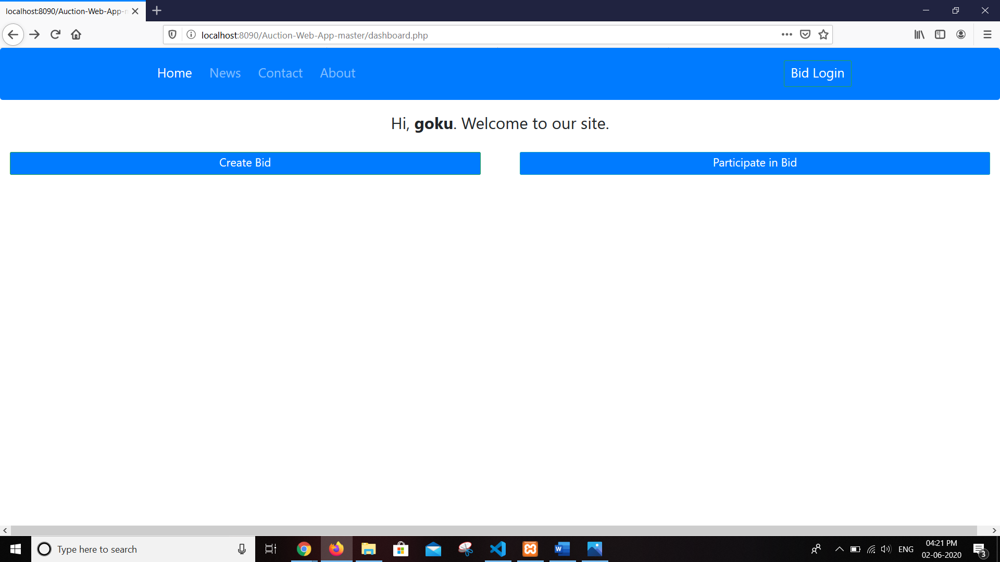 localhost:8090/Auction-Web-App-n
localhost:8090/Auction-Web-App-master/dashboard.php
Home News Contact About Bid Login
Hi, goku. Welcome to our site.
Create Bid Participate in Bid
Type here to search
ENG
04:21 PM
02-06-2020
3